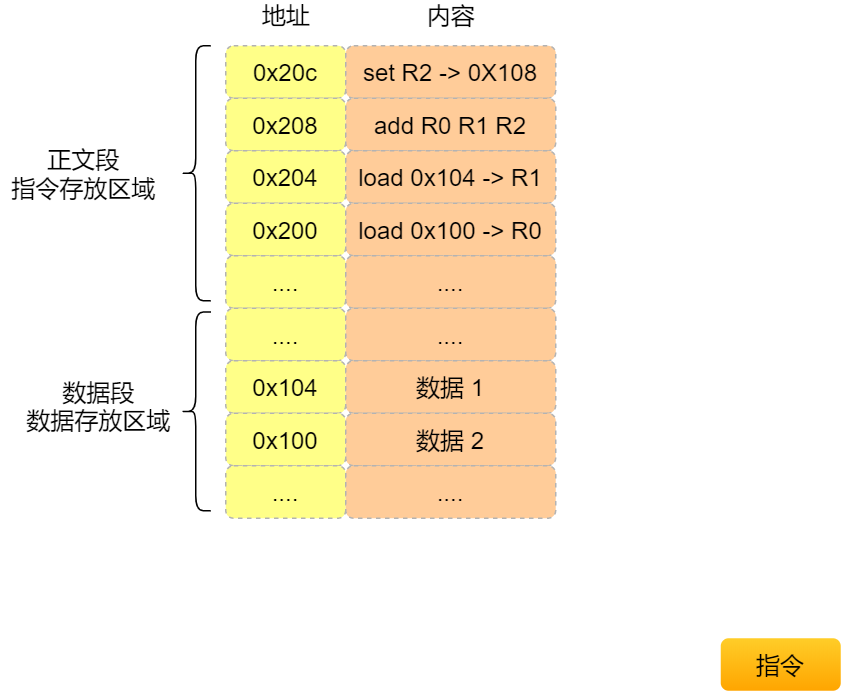 地址 内容
0x20c set R2 -> 0X108
0x208 add R0 R1 R2
正文段
指令存放区域
0x204 load 0x104 -> R1
0x200 load 0x100 -> R0
.... ....
.... ....
数据段
数据存放区域
0x104 数据 1
0x100 数据 2
.... ....
指令